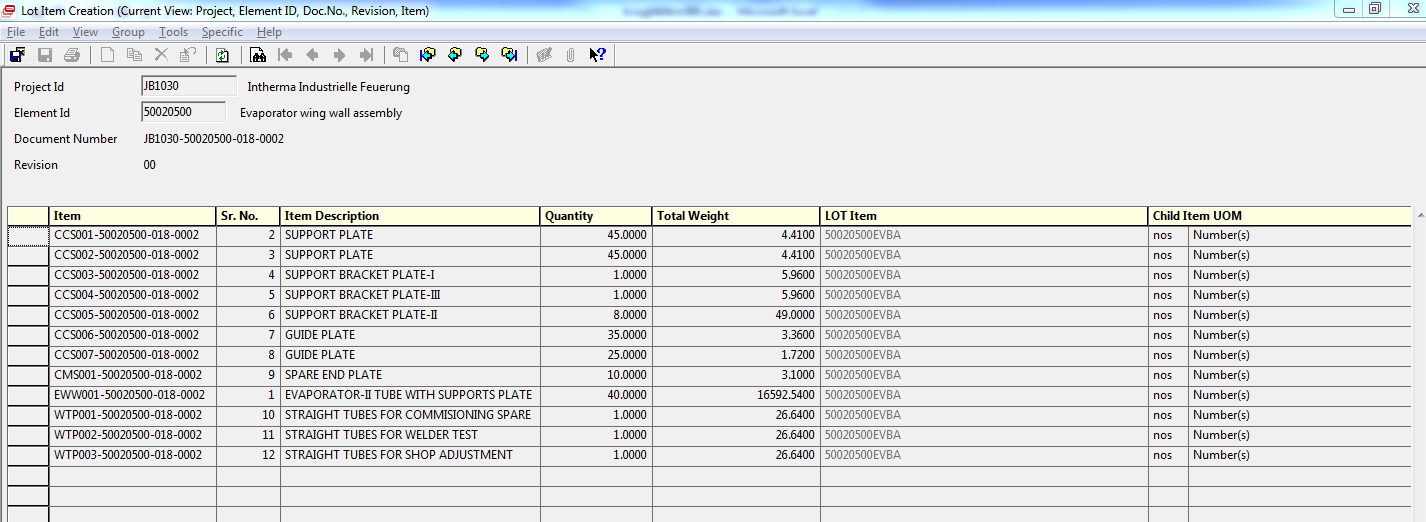 Lot Item Creation (Current View: Project, Element ID, Doc.No., Revision, Item)
File Edit View Group Tools Specific Help
Project Id JB1030 Intherma Industrielle Feuerung
Element Id 50020500 Evaporator wing wall assembly
Document Number JB1030-50020500-018-0002
Revision 00
Item Sr. No. Item Description Quantity Total Weight LOT Item Child Item UOM
CCS001-50020500-018-0002 2 SUPPORT PLATE 45.0000 4.4100 50020500EVBA nos Number(s)
CCS002-50020500-018-0002 3 SUPPORT PLATE 45.0000 4.4100 50020500EVBA nos Number(s)
CCS003-50020500-018-0002 4 SUPPORT BRACKET PLATE-I 1.0000 5.9600 50020500EVBA nos Number(s)
CCS004-50020500-018-0002 5 SUPPORT BRACKET PLATE-III 1.0000 5.9600 50020500EVBA nos Number(s)
CCS005-50020500-018-0002 6 SUPPORT BRACKET PLATE-II 8.0000 49.0000 50020500EVBA nos Number(s)
CCS006-50020500-018-0002 7 GUIDE PLATE 35.0000 3.3600 50020500EVBA nos Number(s)
CCS007-50020500-018-0002 8 GUIDE PLATE 25.0000 1.7200 50020500EVBA nos Number(s)
CMS001-50020500-018-0002 9 SPARE END PLATE 10.0000 3.1000 50020500EVBA nos Number(s)
EWW001-50020500-018-0002 1 EVAPORATOR-II TUBE WITH SUPPORTS PLATE 40.0000 16592.5400 50020500EVBA nos Number(s)
WTP001-50020500-018-0002 10 STRAIGHT TUBES FOR COMMISIONING SPARE 1.0000 26.6400 50020500EVBA nos Number(s)
WTP002-50020500-018-0002 11 STRAIGHT TUBES FOR WELDER TEST 1.0000 26.6400 50020500EVBA nos Number(s)
WTP003-50020500-018-0002 12 STRAIGHT TUBES FOR SHOP ADJUSTMENT 1.0000 26.6400 50020500EVBA nos Number(s)